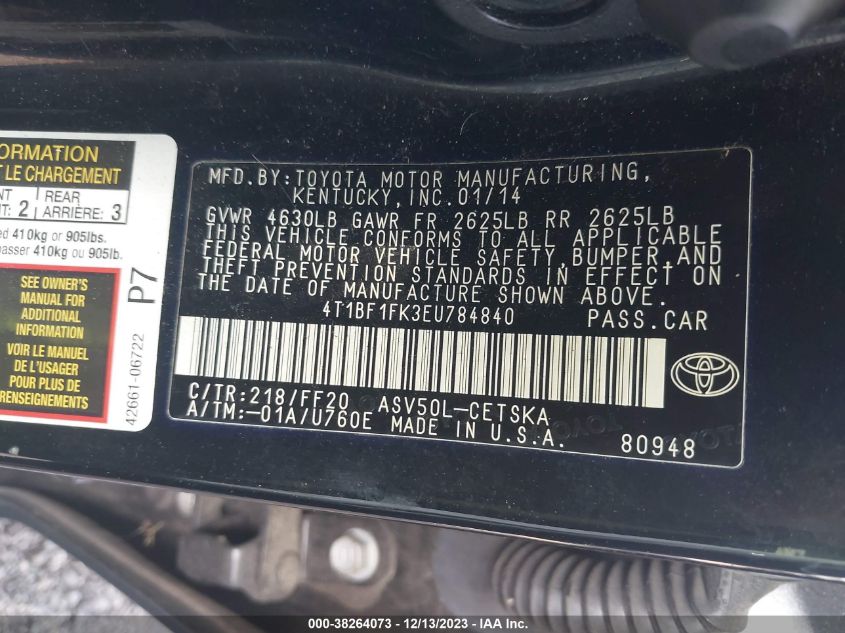 ORMATION
T LE CHARGEMENT
NT 2 REAR 3
T: ARRIÈRE:
ed 410kg or 905lbs.
passer 410kg ou 905lb.
SEE OWNER'S
MANUAL FOR
ADDITIONAL
INFORMATION
VOIR LE MANUEL
DE L'USAGER
POUR PLUS DE
RENSEIGNEMENTS
P7
42661-06722
MFD.BY:TOYOTA MOTOR MANUFACTURING,
KENTUCKY,INC.01/14
GVWR 4630LB GAWR FR 2625LB RR 2625LB
THIS VEHICLE CONFORMS TO ALL APPLICABLE
FEDERAL MOTOR VEHICLE SAFETY,BUMPER,AND
THEFT PREVENTION STANDARDS IN EFFECT ON
THE DATE OF MANUFACTURE SHOWN ABOVE.
4T1BF1FK3EU784840 PASS.CAR
C/TR:218/FF20 ASV50L-CETSKA
A/TM:-01A/U760E MADE IN U.S.A. 80948
000-38264073 - 12/13/2023 - IAAI.com